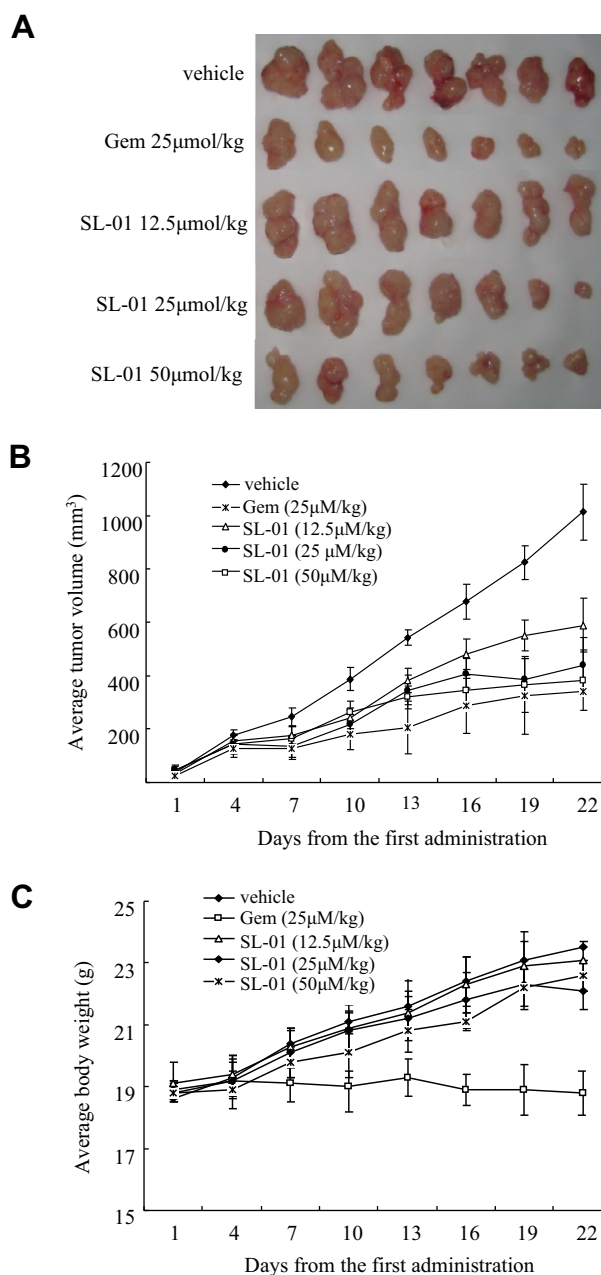 A
vehicle
Gem 25μmol/kg
SL-01 12.5μmol/kg
SL-01 25μmol/kg
SL-01 50μmol/kg
B
1200
1000
800
600
400
200
Average tumor volume (mm³)
vehicle
Gem (25μM/kg)
SL-01 (12.5μM/kg)
SL-01 (25 μM/kg)
SL-01 (50μM/kg)
1 4 7 10 13 16 19 22
Days from the first administration
C
25
23
21
19
17
15
Average body weight (g)
vehicle
Gem (25μM/kg)
SL-01 (12.5μM/kg)
SL-01 (25μM/kg)
SL-01 (50μM/kg)
1 4 7 10 13 16 19 22
Days from the first administration